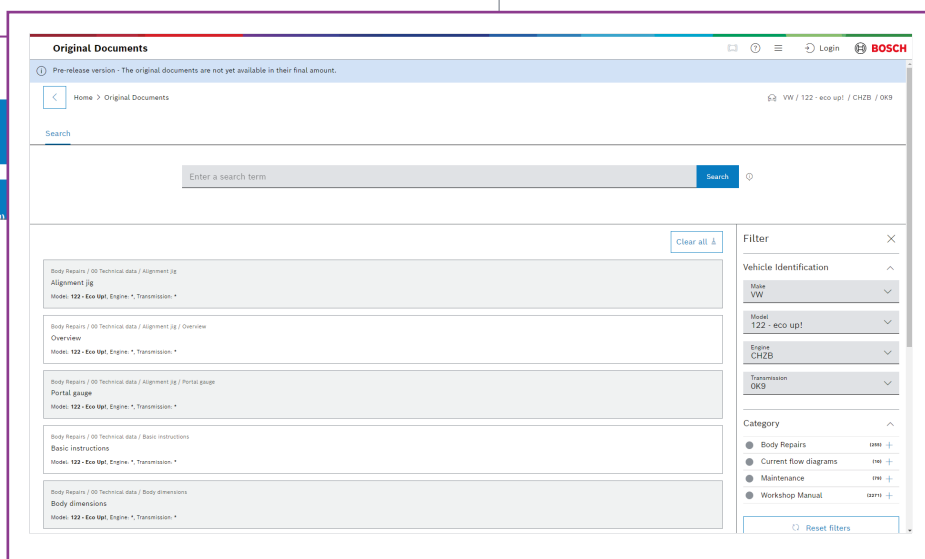 Original Documents
Login
BOSCH
Pre-release version - The original documents are not yet available in their final amount.
Home > Original Documents
VW / 122 - eco up! / CHZB / 0K9
Search
Enter a search term
Search
Clear all
Filter
Vehicle Identification
Make
VW
Model
122 - eco up!
Engine
CHZB
Transmission
0K9
Category
Body Repairs (255)
Current flow diagrams (10)
Maintenance (79)
Workshop Manual (2271)
Reset filters
Body Repairs / 00 Technical data / Alignment jig
Alignment jig
Model: 122 - Eco Up!, Engine: *, Transmission: *
Body Repairs / 00 Technical data / Alignment jig / Overview
Overview
Model: 122 - Eco Up!, Engine: *, Transmission: *
Body Repairs / 00 Technical data / Alignment jig / Portal gauge
Portal gauge
Model: 122 - Eco Up!, Engine: *, Transmission: *
Body Repairs / 00 Technical data / Basic instructions
Basic instructions
Model: 122 - Eco Up!, Engine: *, Transmission: *
Body Repairs / 00 Technical data / Body dimensions
Body dimensions
Model: 122 - Eco Up!, Engine: *, Transmission: *